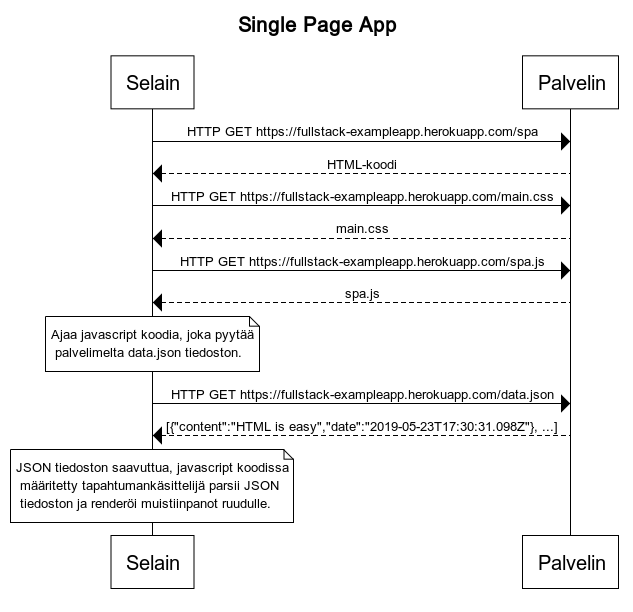 Single Page App
Selain
Palvelin
HTTP GET https://fullstack-exampleapp.herokuapp.com/spa
HTML-koodi
HTTP GET https://fullstack-exampleapp.herokuapp.com/main.css
main.css
HTTP GET https://fullstack-exampleapp.herokuapp.com/spa.js
spa.js
Ajaa javascript koodia, joka pyytää
palvelimelta data.json tiedoston.
HTTP GET https://fullstack-exampleapp.herokuapp.com/data.json
[{"content":"HTML is easy","date":"2019-05-23T17:30:31.098Z"}, ...]
JSON tiedoston saavuttua, javascript koodissa
määritetty tapahtumankäsittelijä parsii JSON
tiedoston ja renderöi muistiinpanot ruudulle.
Selain
Palvelin